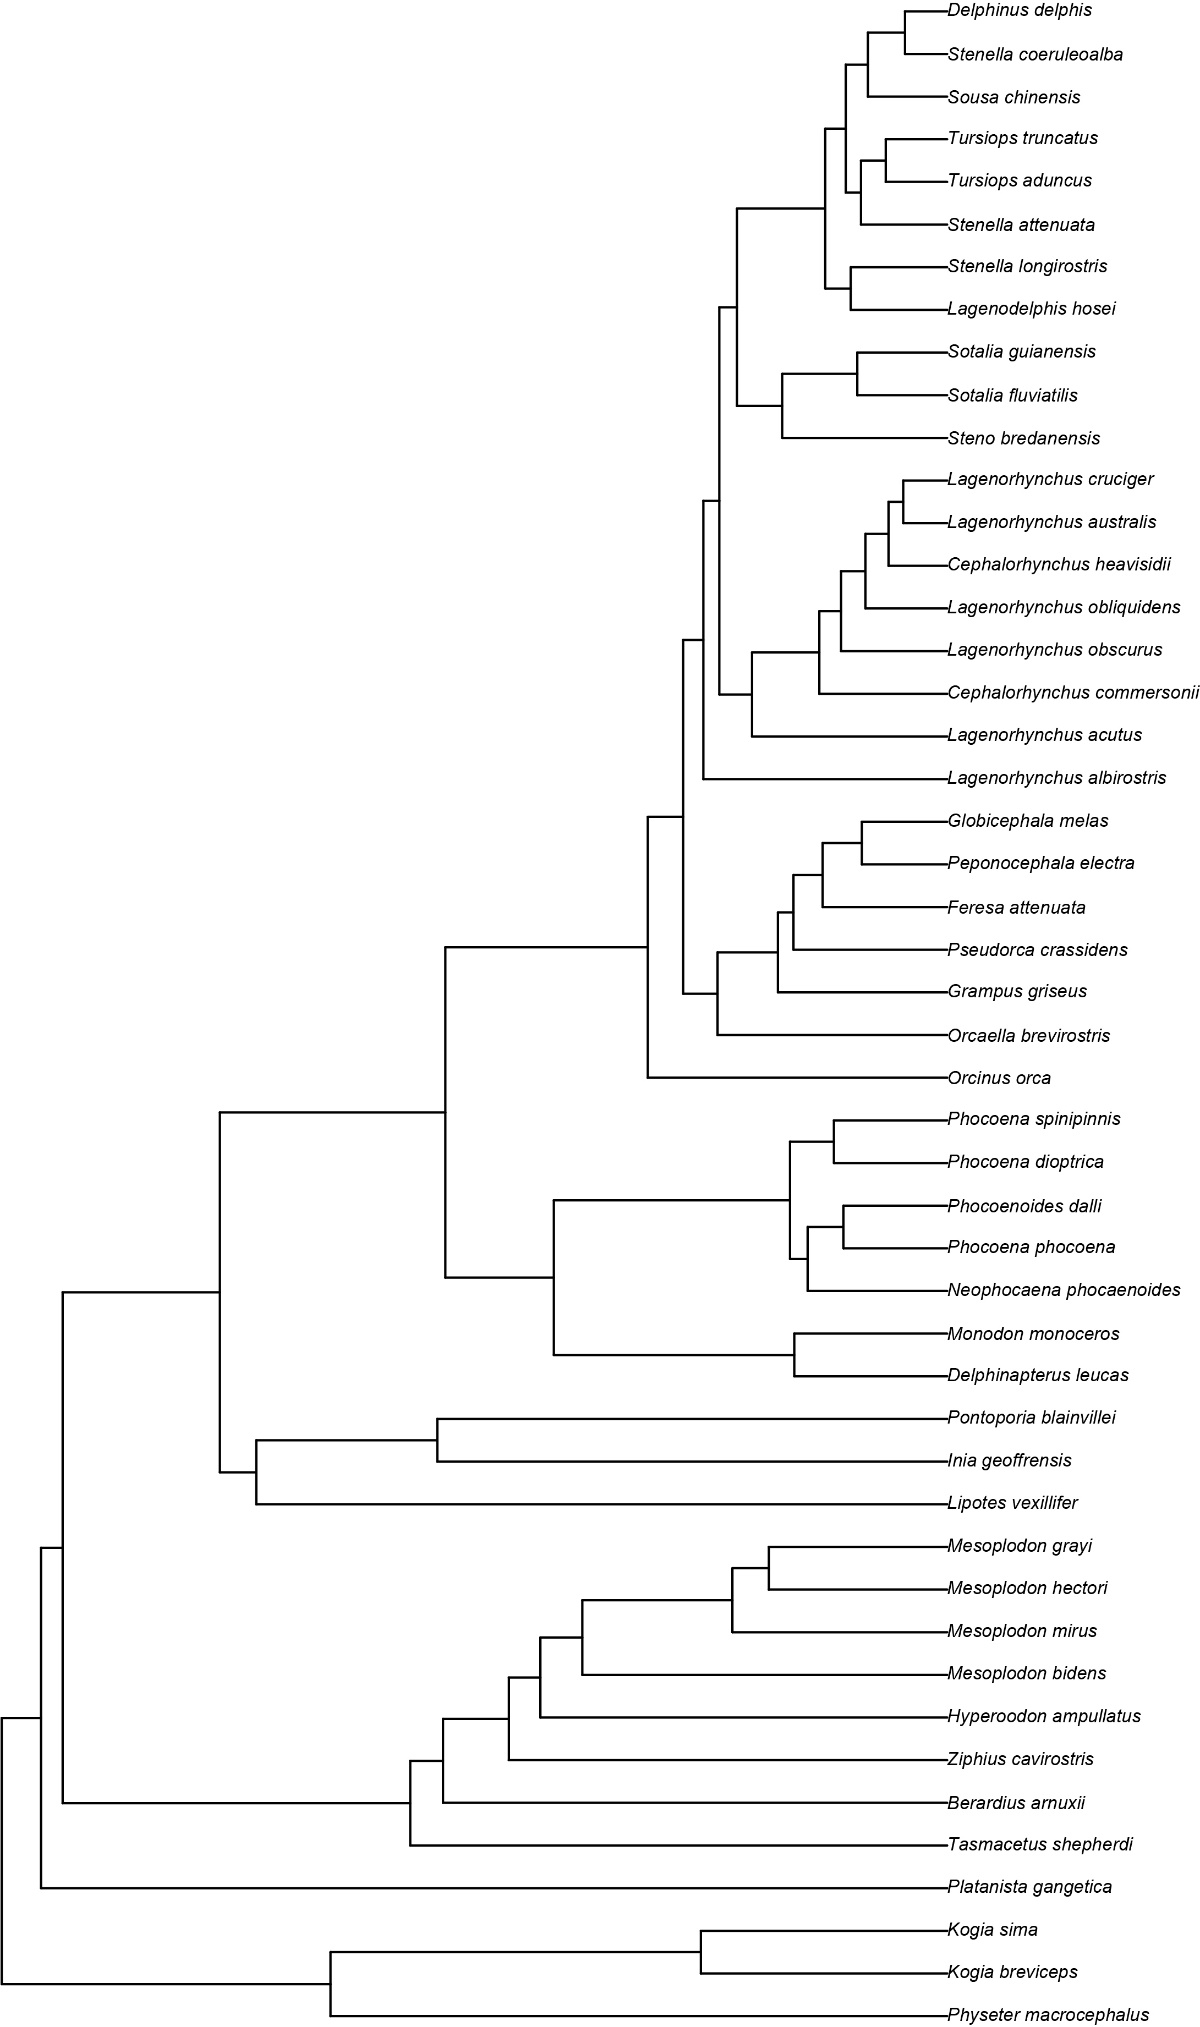 Delphinus delphis
Stenella coeruleoalba
Sousa chinensis
Tursiops truncatus
Tursiops aduncus
Stenella attenuata
Stenella longirostris
Lagenodelphis hosei
Sotalia guianensis
Sotalia fluviatilis
Steno bredanensis
Lagenorhynchus cruciger
Lagenorhynchus australis
Cephalorhynchus heavisidii
Lagenorhynchus obliquidens
Lagenorhynchus obscurus
Cephalorhynchus commersonii
Lagenorhynchus acutus
Lagenorhynchus albirostris
Globicephala melas
Peponocephala electra
Feresa attenuata
Pseudorca crassidens
Grampus griseus
Orcaella brevirostris
Orcinus orca
Phocoena spinipinnis
Phocoena dioptrica
Phocoenoides dalli
Phocoena phocoena
Neophocaena phocaenoides
Monodon monoceros
Delphinapterus leucas
Pontoporia blainvillei
Inia geoffrensis
Lipotes vexillifer
Mesoplodon grayi
Mesoplodon hectori
Mesoplodon mirus
Mesoplodon bidens
Hyperoodon ampullatus
Ziphius cavirostris
Berardius arnuxii
Tasmacetus shepherdi
Platanista gangetica
Kogia sima
Kogia breviceps
Physeter macrocephalus